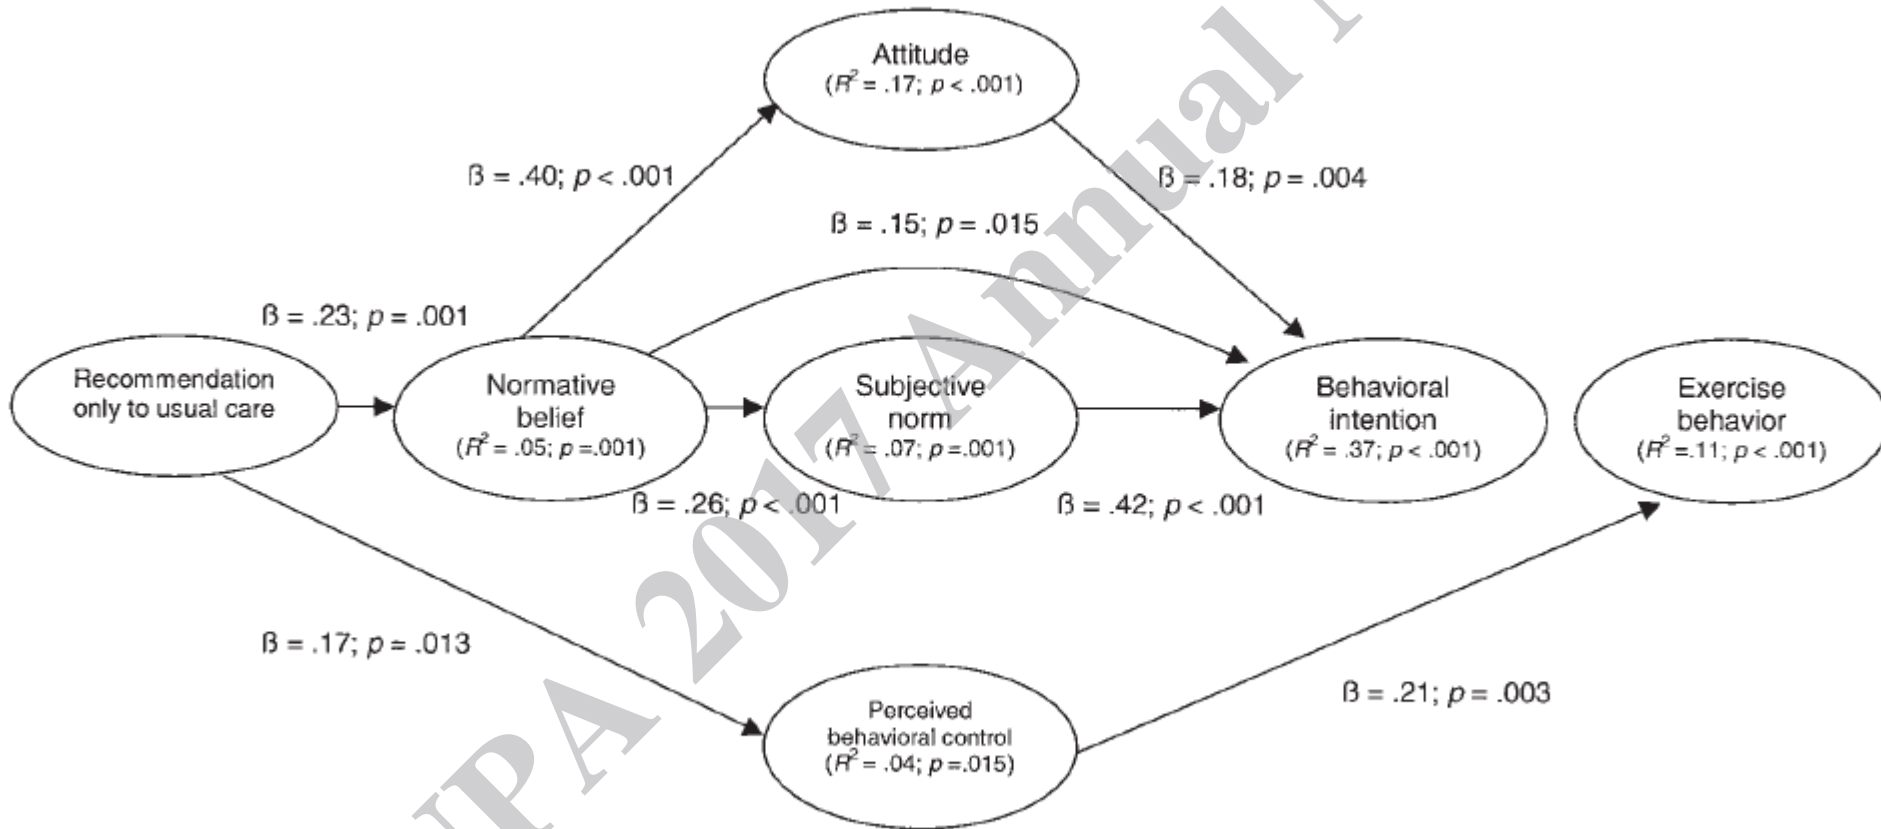 Attitude
(R² = .17; p < .001)
ß = .40; p < .001
ß = .18; p = .004
ß = .15; p = .015
ß = .23; p = .001
Recommendation
only to usual care
Normative
belief
(R² = .05; p =.001)
Subjective
norm
(R² = .07; p =.001)
Behavioral
intention
(R² = .37; p < .001)
Exercise
behavior
(R² =.11; p < .001)
ß = .26; p < .001
ß = .42; p < .001
ß = .17; p = .013
Perceived
behavioral control
(R² = .04; p =.015)
ß = .21; p = .003
PA 2017 Annual